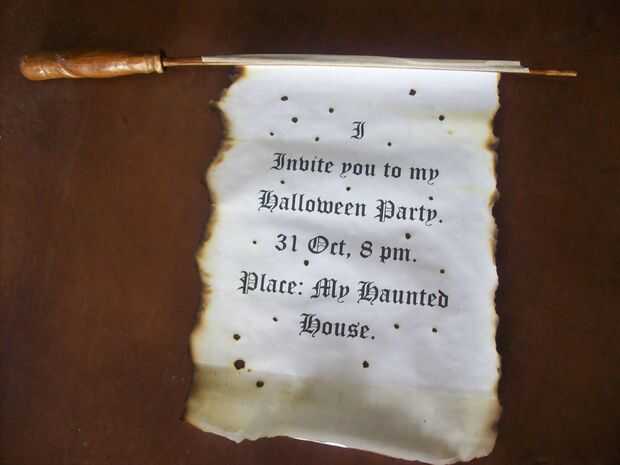 I
Invite you to my
Halloween Party.
31 Oct, 8 pm.
Place: My Haunted
House.